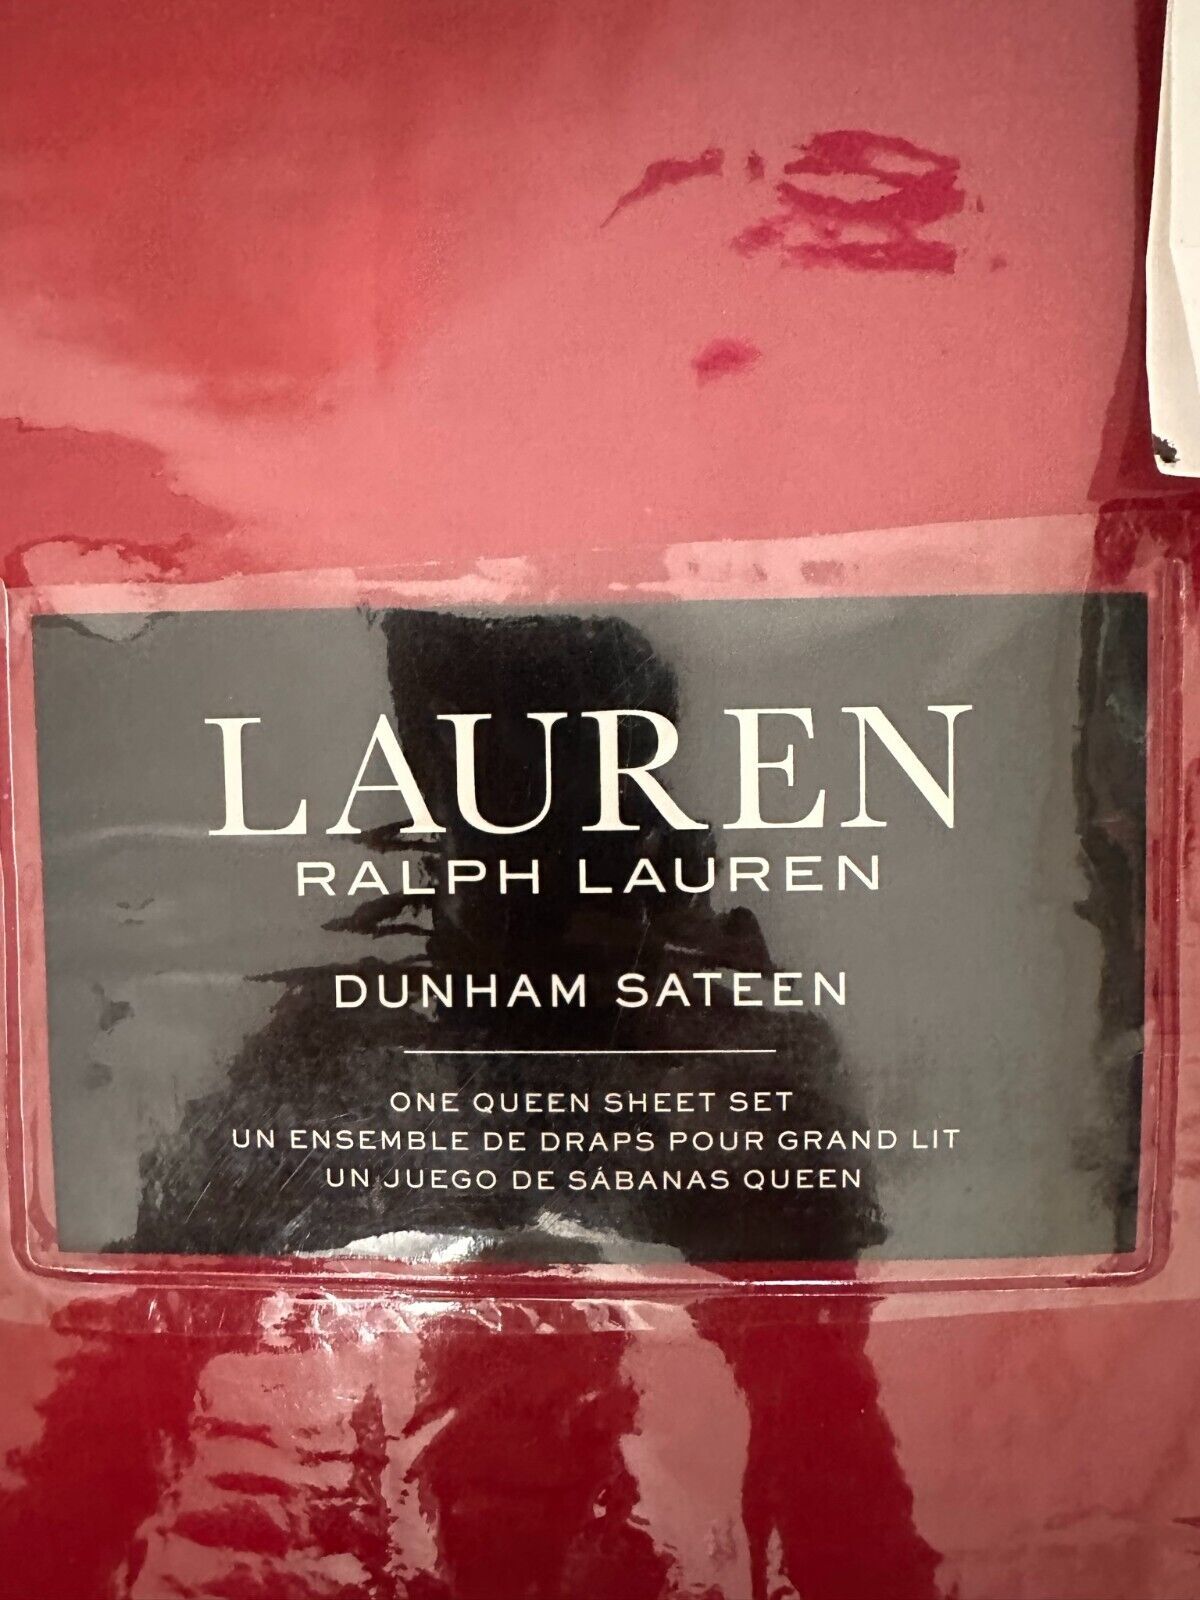 LAUREN
RALPH LAUREN
DUNHAM SATEEN
ONE QUEEN SHEET SET
UN ENSEMBLE DE DRAPS POUR GRAND LIT
UN JUEGO DE SÁBANAS QUEEN